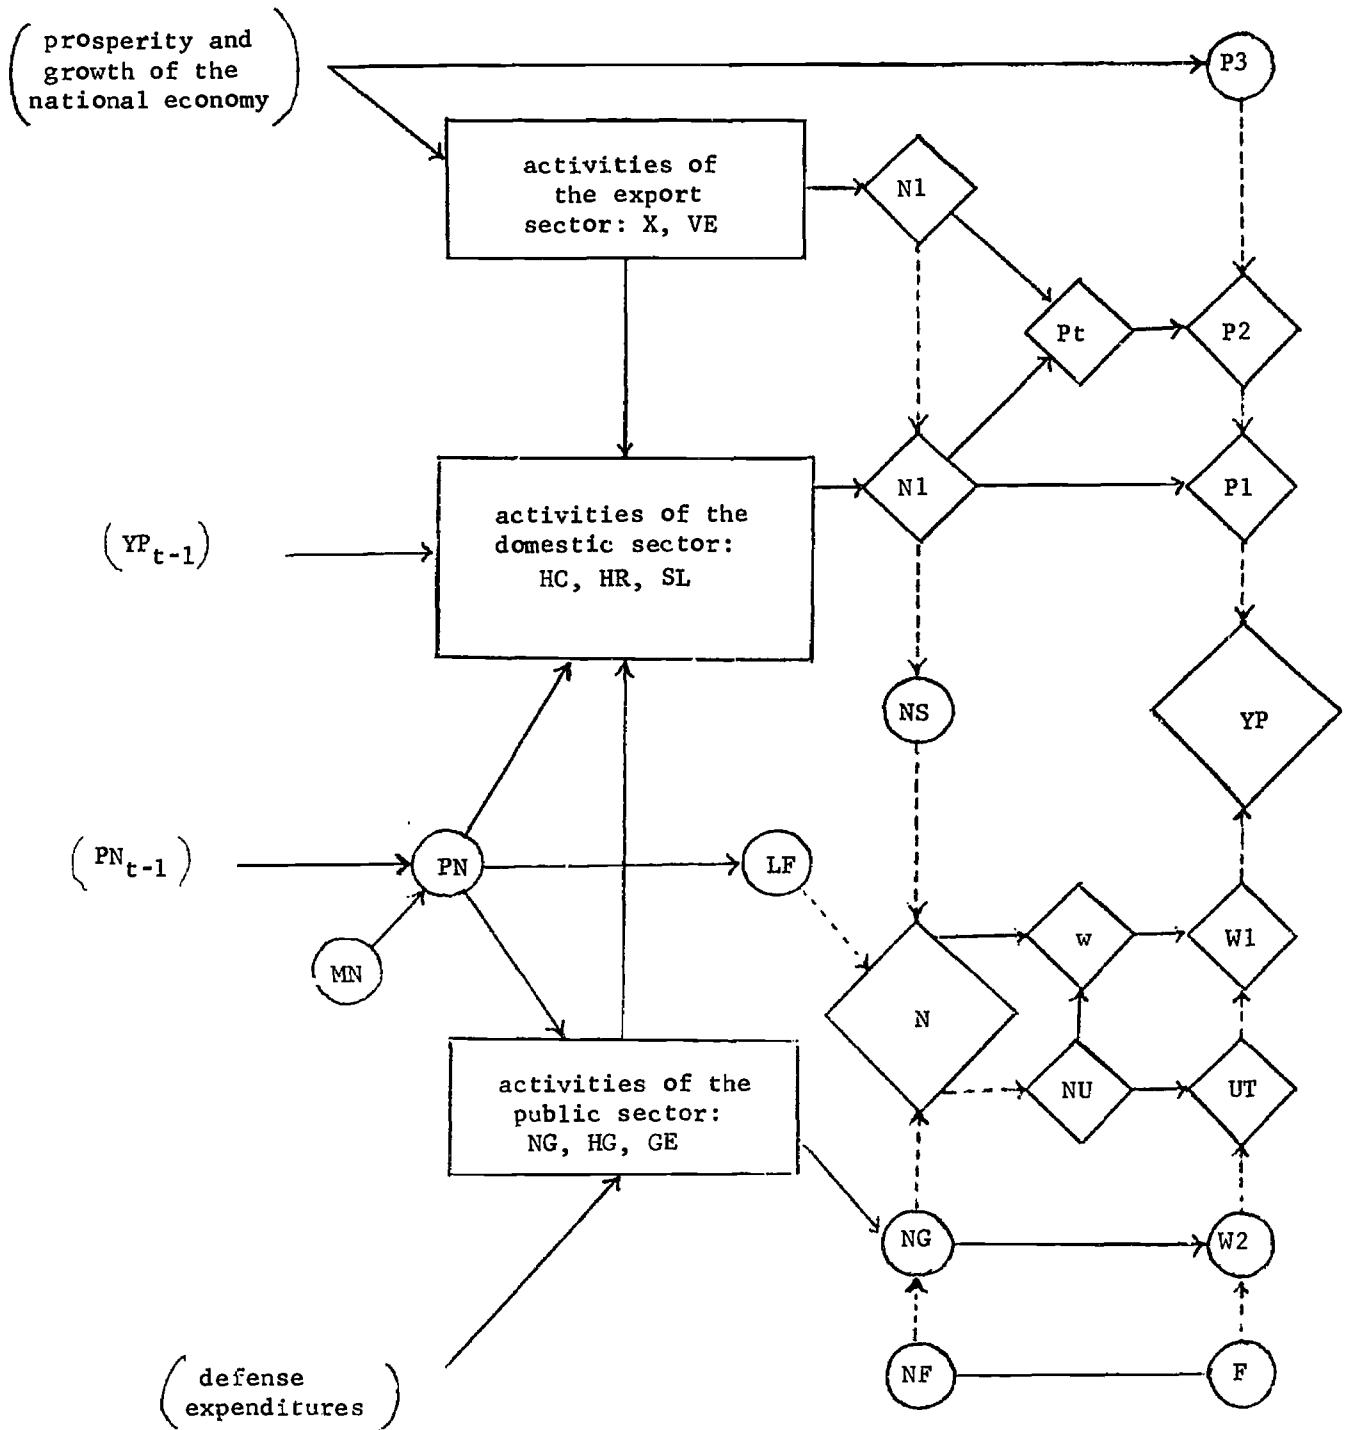 prosperity and
growth of the
national economy
P3
activities of
the export
sector: X, VE
N1
Pt
P2
activities of the
domestic sector:
HC, HR, SL
N1
P1
(YPt-1)
NS
YP
(PNt-1)
PN
LF
MN
w
W1
N
activities of the
public sector:
NG, HG, GE
NU
UT
NG
W2
defense
expenditures
NF
F